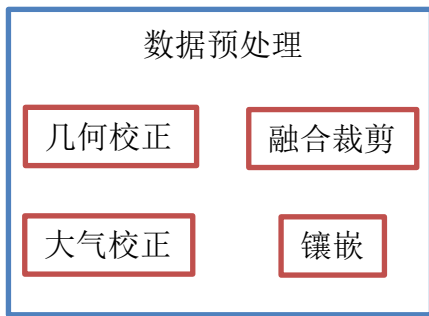 数据预处理
几何校正
融合裁剪
大气校正
镶嵌